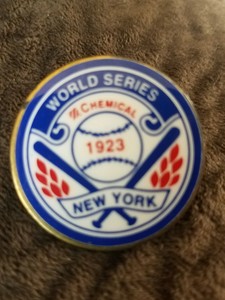 WORLD SERIES
CHEMICAL
1923
NEW YORK